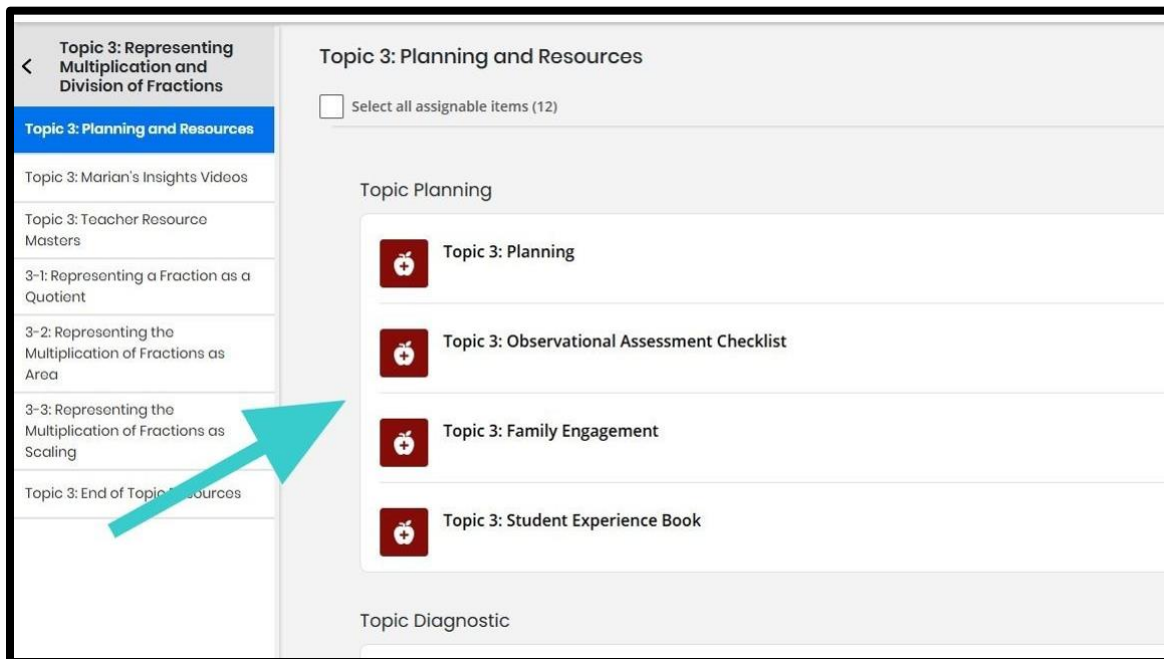 Topic 3: Representing
Multiplication and
Division of Fractions
Topic 3: Planning and Resources
Topic 3: Marian's Insights Videos
Topic 3: Teacher Resource
Masters
3-1: Representing a Fraction as a
Quotient
3-2: Representing the
Multiplication of Fractions as
Area
3-3: Representing the
Multiplication of Fractions as
Scaling
Topic 3: End of Topic
Topic 3: Planning and Resources
Select all assignable items (12)
Topic Planning
Topic 3: Planning
Topic 3: Observational Assessment Checklist
Topic 3: Family Engagement
Topic 3: Student Experience Book
Topic Diagnostic